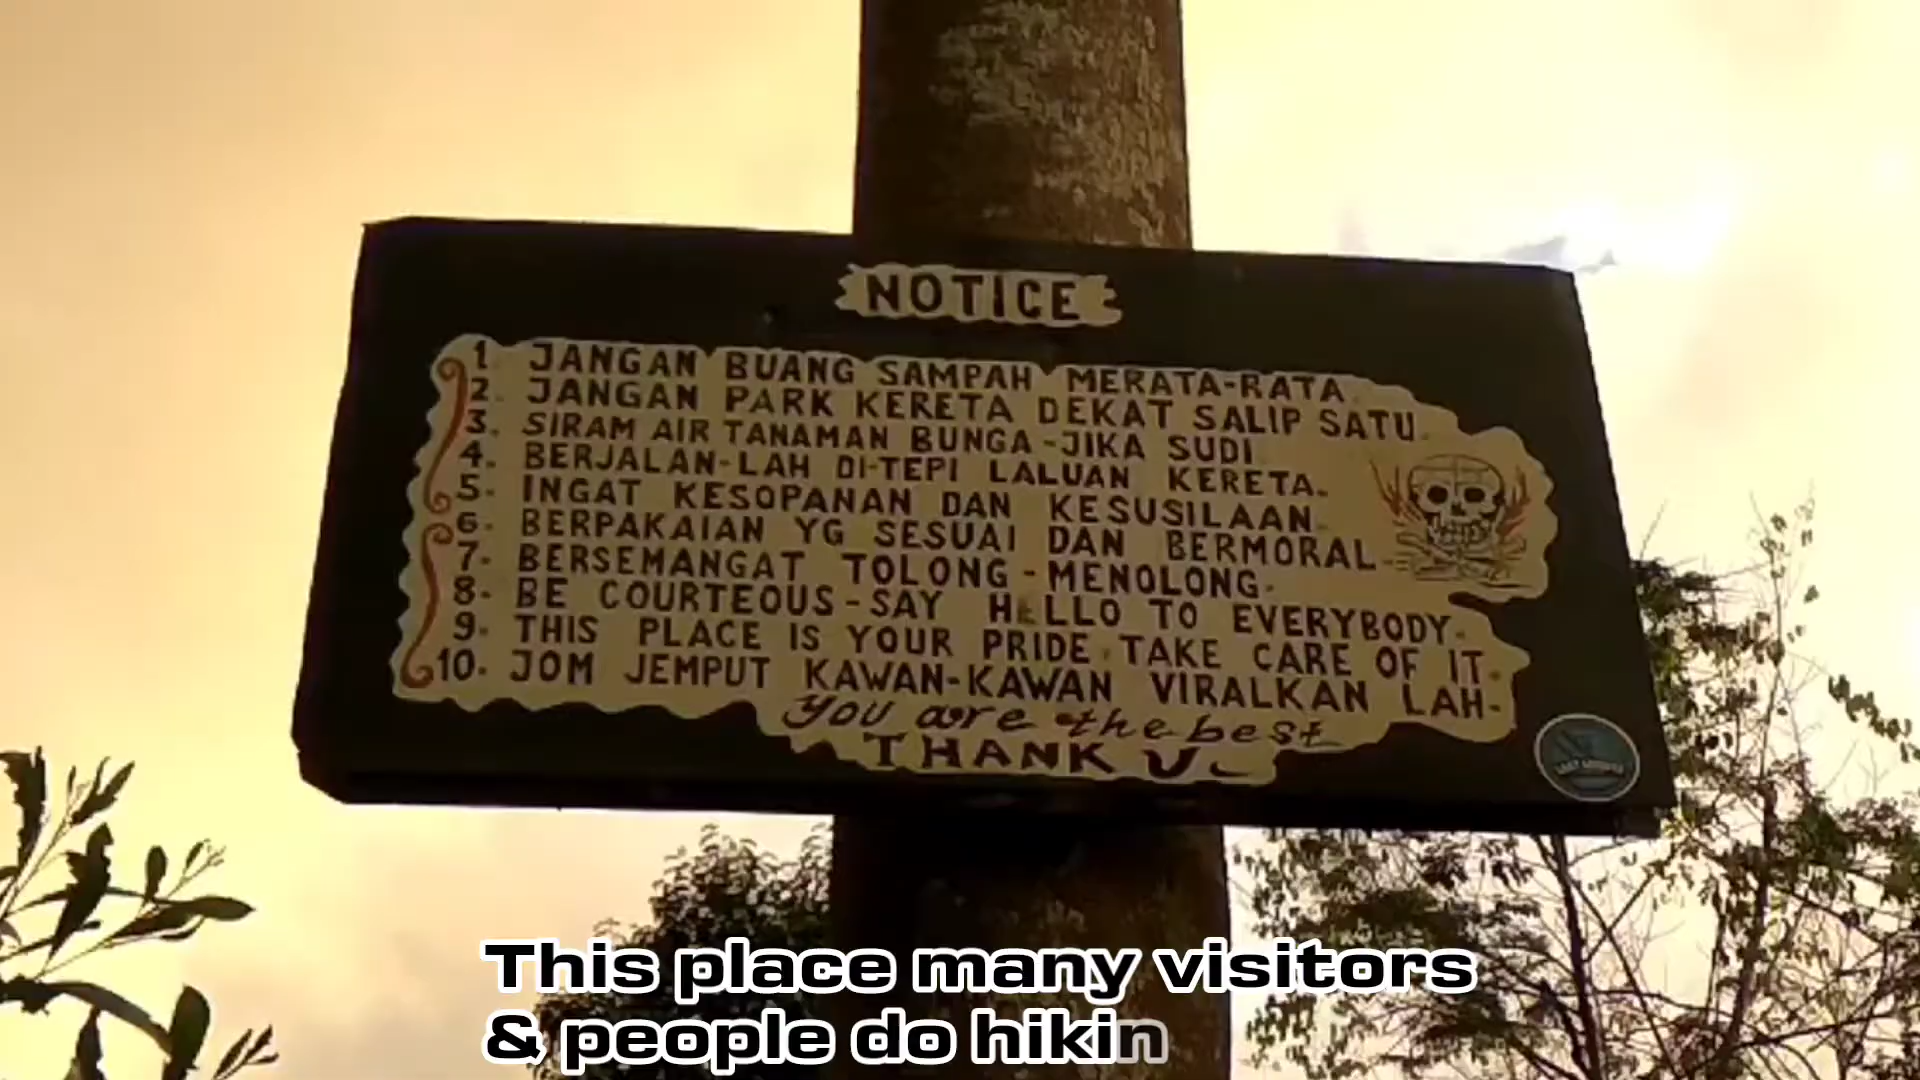 NOTICE
1. JANGAN BUANG SAMPAH MERATA-RATA
2. JANGAN PARK KERETA DEKAT SALIP SATU.
3. SIRAM AIR TANAMAN BUNGA-JIKA SUDI
4. BERJALAN-LAH DI-TEPI LALUAN KERETA.
5. INGAT KESOPANAN DAN KESUSILAAN.
6. BERPAKAIAN YG SESUAI DAN BERMORAL.
7. BERSEMANGAT TOLONG-MENOLONG.
8. BE COURTEOUS-SAY HELLO TO EVERYBODY.
9. THIS PLACE IS YOUR PRIDE TAKE CARE OF IT.
10. JOM JEMPUT KAWAN-KAWAN VIRALKAN LAH.
You are the best
THANK U
This place many visitors
& people do hikin